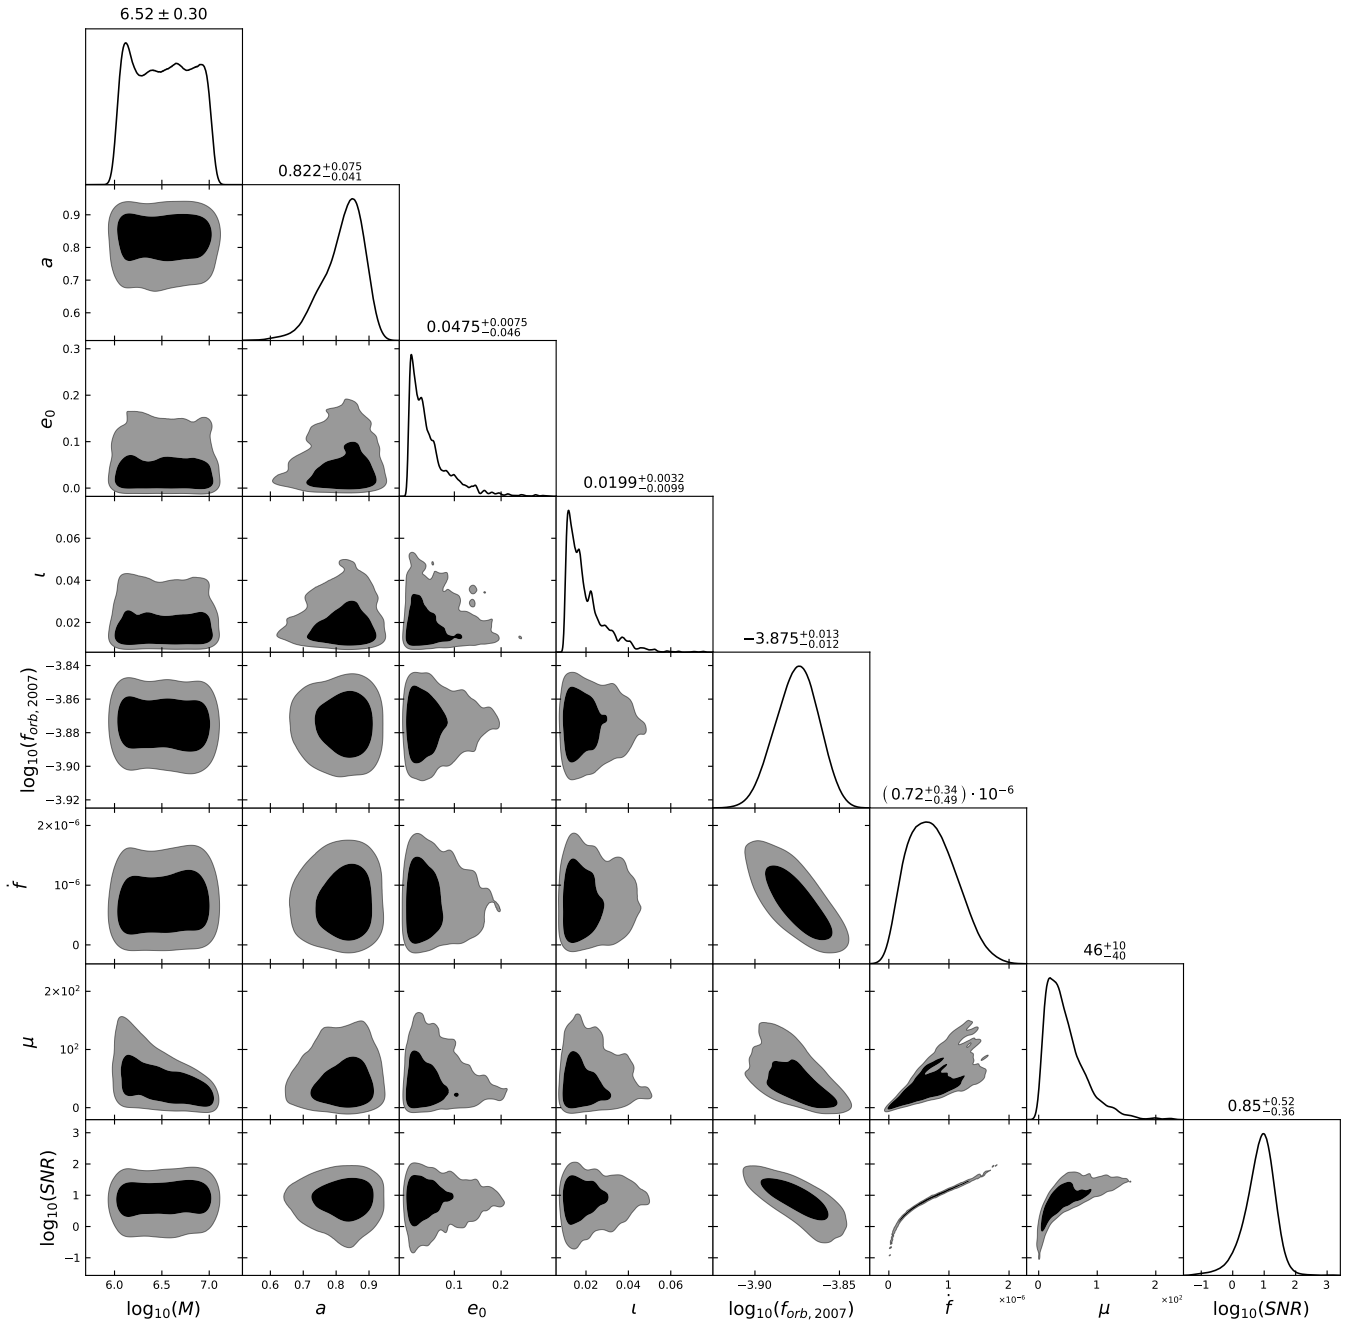 6.52 ± 0.30
0.822 +0.075 −0.041
a
0.9
0.8
0.7
0.6
0.0475 +0.0075 −0.046
e0
0.3
0.2
0.1
0.0
0.0199 +0.0032 −0.0099
ι
0.06
0.04
0.02
−3.875 +0.013 −0.012
log10(forb, 2007)
−3.84
−3.86
−3.88
−3.90
−3.92
(0.72 +0.34 −0.49) · 10−6
ḟ
2×10−6
10−6
0
46 +10 −40
μ
2×102
102
0
0.85 +0.52 −0.36
log10(SNR)
3
2
1
0
−1
6.0 6.5 7.0 0.6 0.7 0.8 0.9 0.1 0.2 0.02 0.04 0.06 −3.90 −3.85 0 1 2 0 1 2 −1 0 1 2 3
×10−6 ×102
log10(M) a e0 ι log10(forb, 2007) ḟ μ log10(SNR)